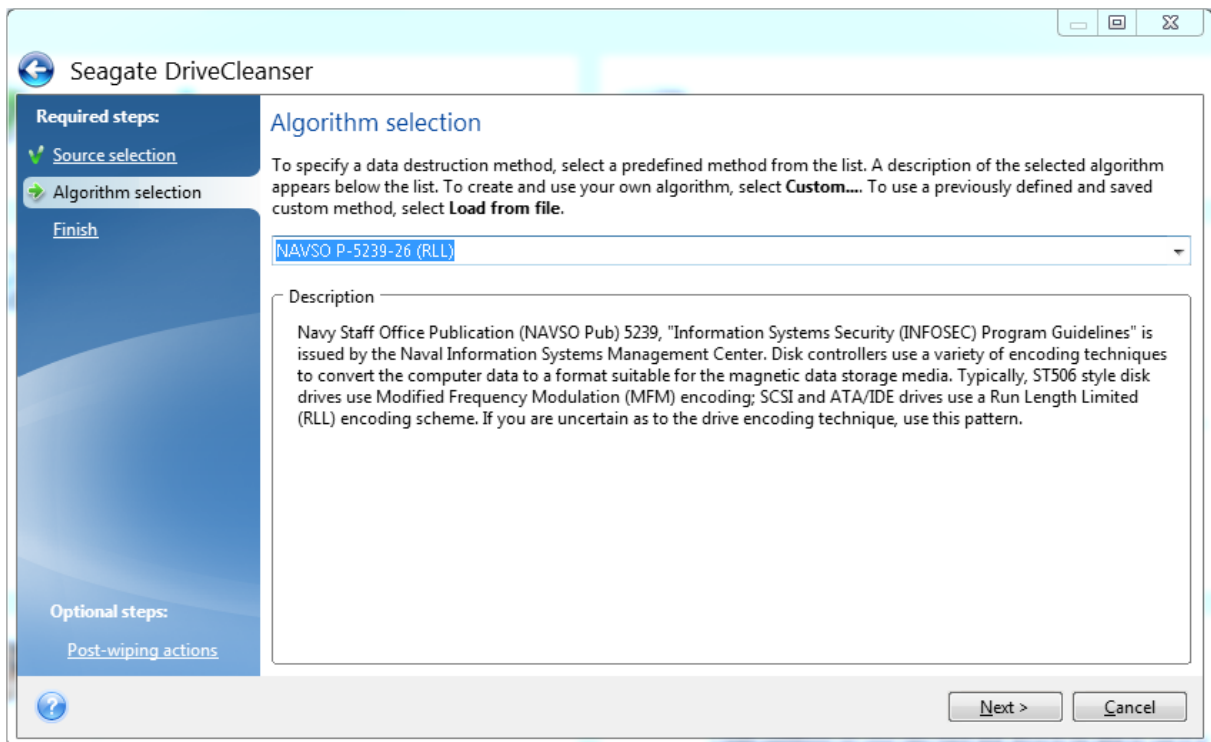 Seagate DriveCleanser
Required steps:
Source selection
Algorithm selection
Finish
Optional steps:
Post-wiping actions
Algorithm selection
To specify a data destruction method, select a predefined method from the list. A description of the selected algorithm
appears below the list. To create and use your own algorithm, select Custom.... To use a previously defined and saved
custom method, select Load from file.
NAVSO P-5239-26 (RLL)
Description
Navy Staff Office Publication (NAVSO Pub) 5239, "Information Systems Security (INFOSEC) Program Guidelines" is
issued by the Naval Information Systems Management Center. Disk controllers use a variety of encoding techniques
to convert the computer data to a format suitable for the magnetic data storage media. Typically, ST506 style disk
drives use Modified Frequency Modulation (MFM) encoding; SCSI and ATA/IDE drives use a Run Length Limited
(RLL) encoding scheme. If you are uncertain as to the drive encoding technique, use this pattern.
?
Next >
Cancel